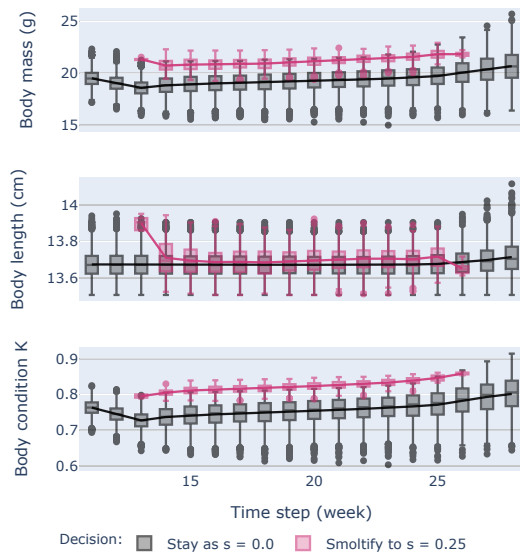 Body mass (g)
25
20
15
Body length (cm)
14
13.8
13.6
Body condition K
0.9
0.8
0.7
0.6
15
20
25
Time step (week)
Decision:
Stay as s = 0.0
Smoltify to s = 0.25